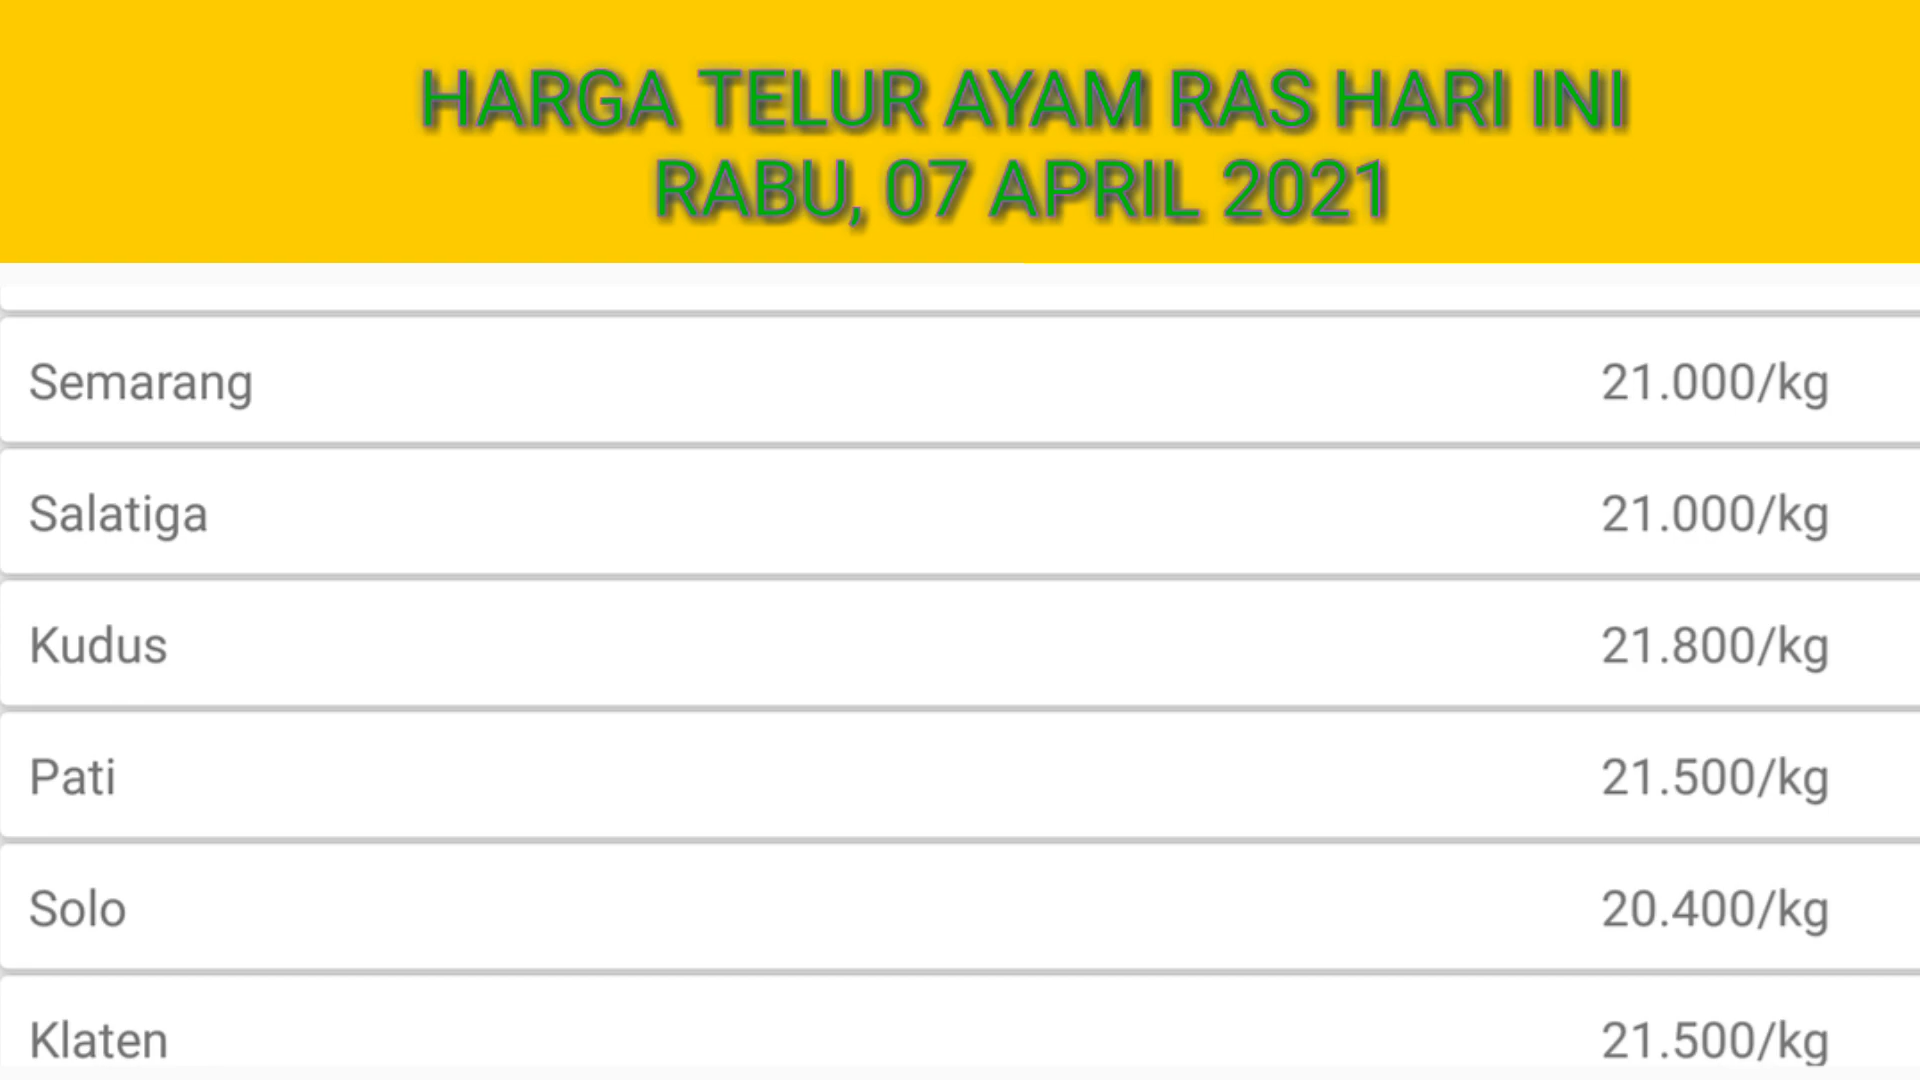 HARGA TELUR AYAM RAS HARI INI
RABU, 07 APRIL 2021
Semarang 21.000/kg
Salatiga 21.000/kg
Kudus 21.800/kg
Pati 21.500/kg
Solo 20.400/kg
Klaten 21.500/kg